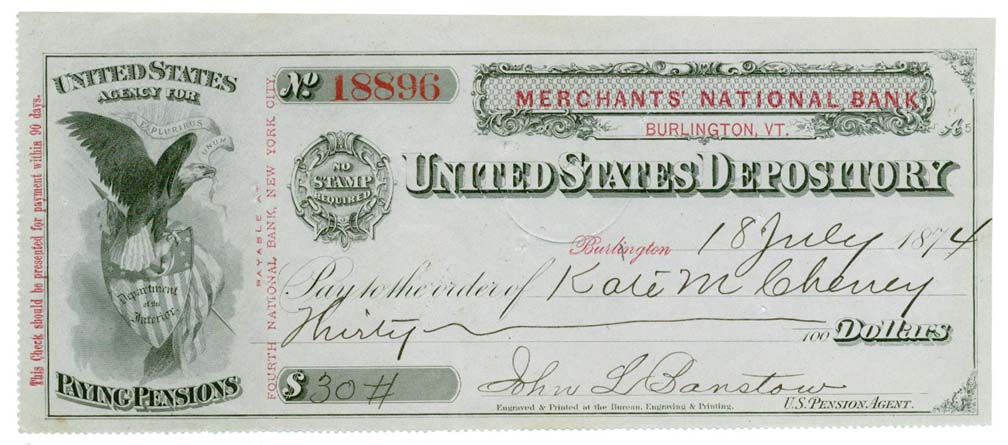 This Check should be presented for payment within 90 days.
UNITED STATES
AGENCY FOR
E PLURIBUS
UNUM
Department
of the
Interior
PAYING PENSIONS
PAYABLE AT
FOURTH NATIONAL BANK, NEW YORK CITY.
No 18896
MERCHANTS' NATIONAL BANK
BURLINGTON, VT.
NO
STAMP
REQUIRED
UNITED STATES DEPOSITORY
Burlington 18 July 1874
Pay to the order of Kate M Cheney
Thirty 100 Dollars
$ 30 #
John L Barstow
Engraved & Printed at the Bureau, Engraving & Printing.
U.S. PENSION AGENT.